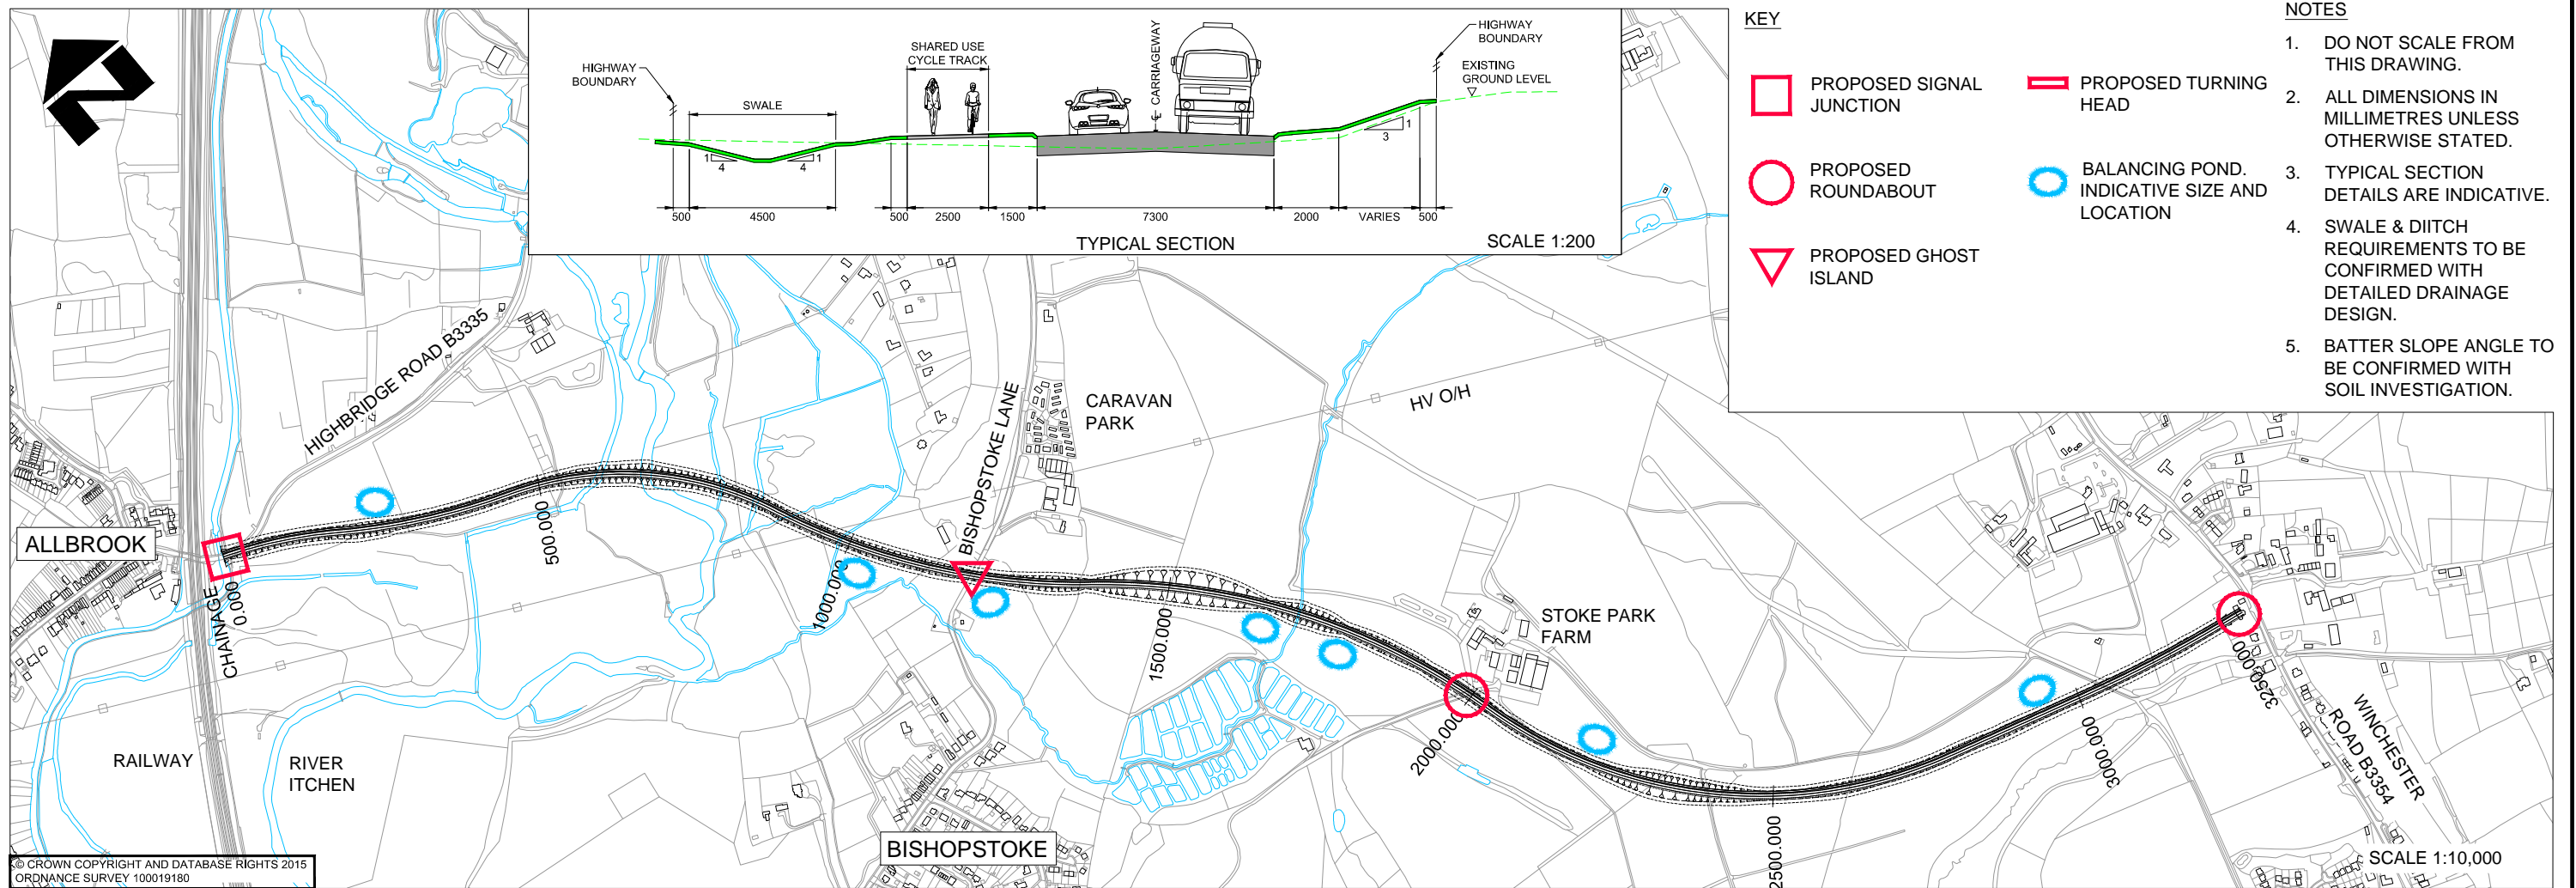 HIGHWAY
BOUNDARY
SWALE
SHARED USE
CYCLE TRACK
℄ CARRIAGEWAY
HIGHWAY
BOUNDARY
EXISTING
GROUND LEVEL
1
4
1
4
1
3
500
4500
500
2500
1500
7300
2000
VARIES
500
TYPICAL SECTION
SCALE 1:200
KEY
PROPOSED SIGNAL
JUNCTION
PROPOSED TURNING
HEAD
PROPOSED
ROUNDABOUT
BALANCING POND.
INDICATIVE SIZE AND
LOCATION
PROPOSED GHOST
ISLAND
NOTES
1. DO NOT SCALE FROM
THIS DRAWING.
2. ALL DIMENSIONS IN
MILLIMETRES UNLESS
OTHERWISE STATED.
3. TYPICAL SECTION
DETAILS ARE INDICATIVE.
4. SWALE & DIITCH
REQUIREMENTS TO BE
CONFIRMED WITH
DETAILED DRAINAGE
DESIGN.
5. BATTER SLOPE ANGLE TO
BE CONFIRMED WITH
SOIL INVESTIGATION.
HIGHBRIDGE ROAD B3335
ALLBROOK
CHAINAGE
0.000
500.000
1000.000
BISHOPSTOKE LANE
CARAVAN
PARK
HV O/H
1500.000
STOKE PARK
FARM
2000.000
2500.000
3000.000
3250.000
WINCHESTER
ROAD B3354
RAILWAY
RIVER
ITCHEN
BISHOPSTOKE
SCALE 1:10,000
© CROWN COPYRIGHT AND DATABASE RIGHTS 2015
ORDNANCE SURVEY 100019180